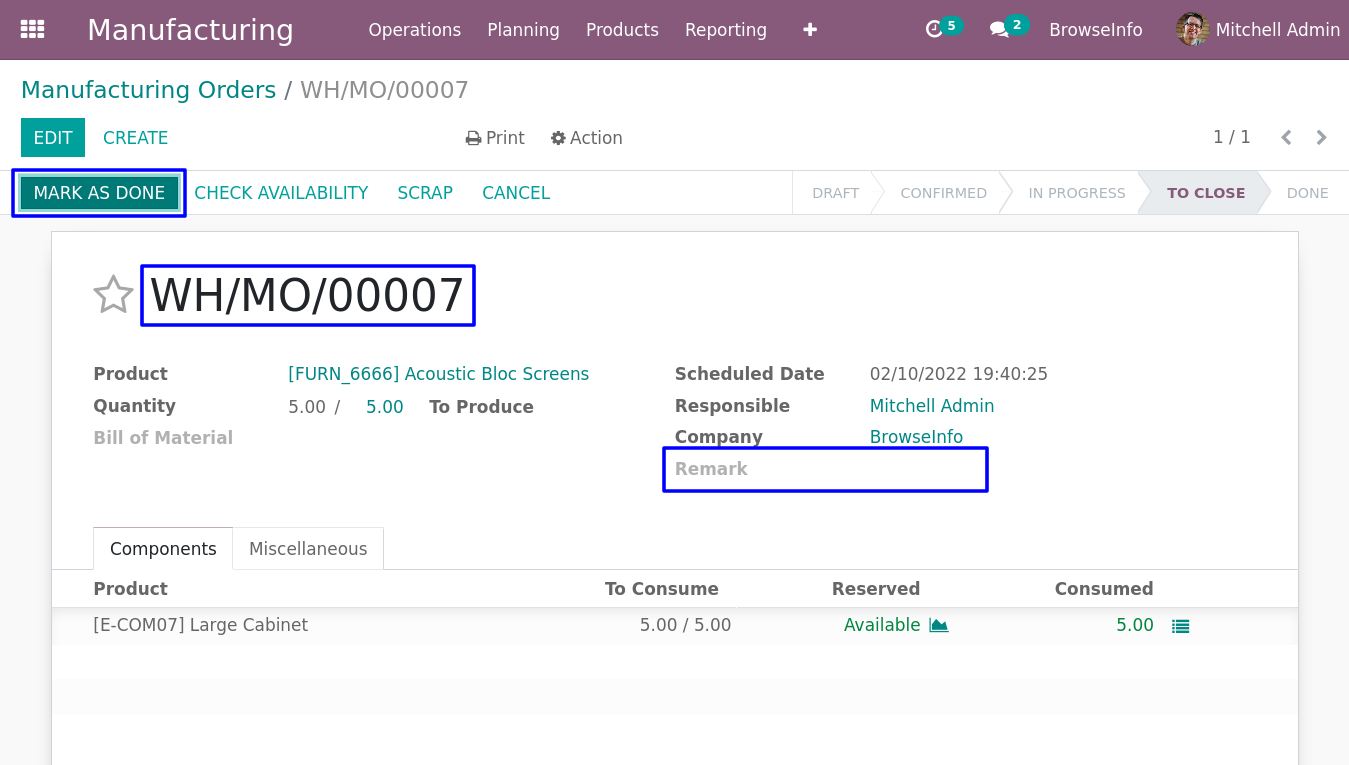 Manufacturing Operations Planning Products Reporting 5 2 BrowseInfo Mitchell Admin
Manufacturing Orders / WH/MO/00007
EDIT CREATE Print Action 1 / 1
MARK AS DONE CHECK AVAILABILITY SCRAP CANCEL DRAFT CONFIRMED IN PROGRESS TO CLOSE DONE
WH/MO/00007
Product [FURN_6666] Acoustic Bloc Screens Scheduled Date 02/10/2022 19:40:25
Quantity 5.00 / 5.00 To Produce Responsible Mitchell Admin
Bill of Material Company BrowseInfo
Remark
Components Miscellaneous
Product To Consume Reserved Consumed
[E-COM07] Large Cabinet 5.00 / 5.00 Available 5.00